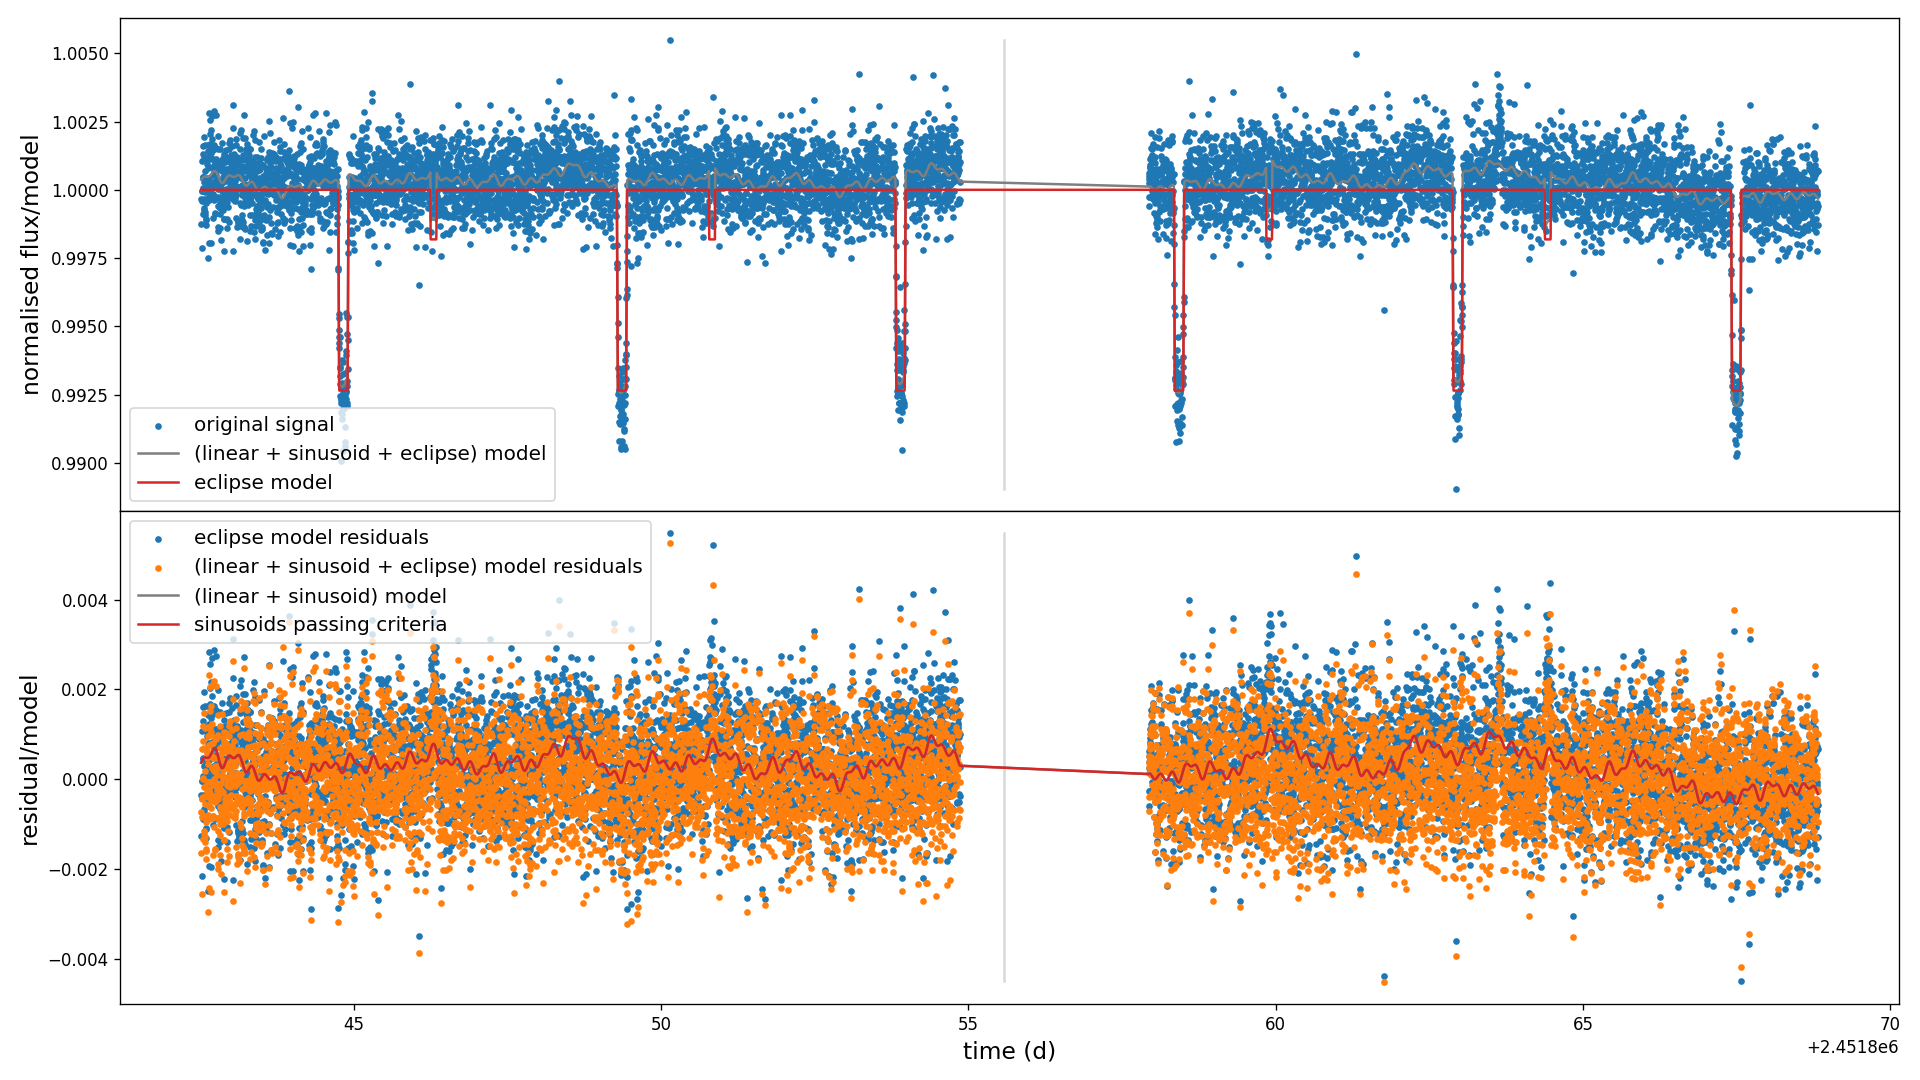 normalised flux/model
1.0050
1.0025
1.0000
0.9975
0.9950
0.9925
0.9900
original signal
(linear + sinusoid + eclipse) model
eclipse model
residual/model
0.004
0.002
0.000
−0.002
−0.004
eclipse model residuals
(linear + sinusoid + eclipse) model residuals
(linear + sinusoid) model
sinusoids passing criteria
45
50
55
60
65
70
time (d)
+2.4518e6